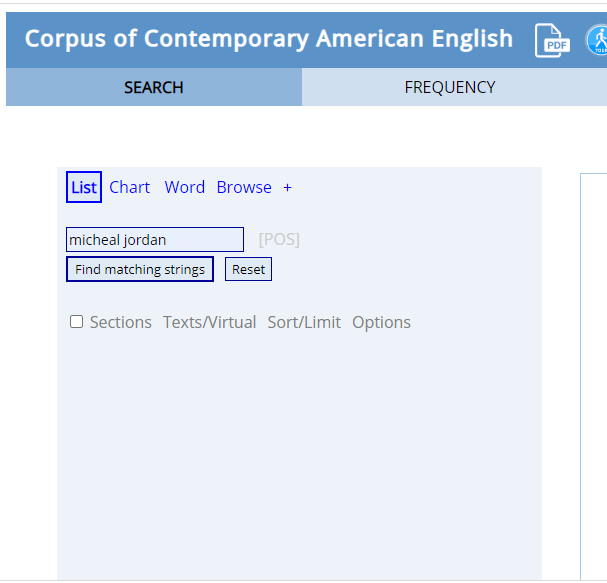 Corpus of Contemporary American English PDF
SEARCH FREQUENCY
List Chart Word Browse +
micheal jordan [POS]
Find matching strings Reset
Sections Texts/Virtual Sort/Limit Options